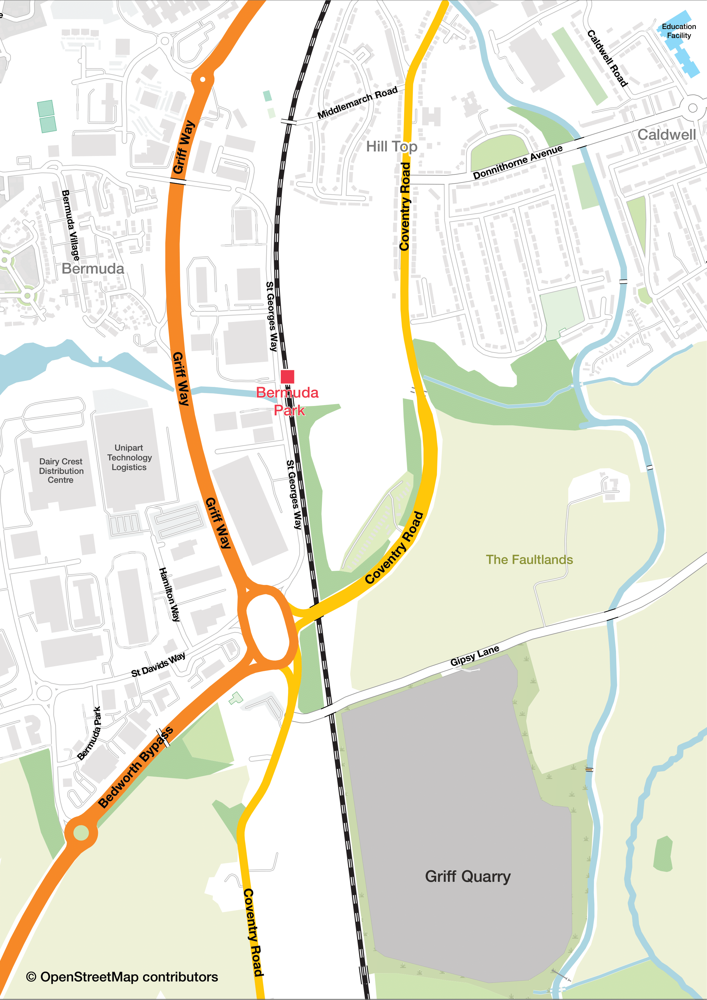 Education
Facility
Caldwell Road
Middlemarch Road
Griff Way
Caldwell
Hill Top
Donnithorne Avenue
Coventry Road
Bermuda Village
Bermuda
St Georges Way
Griff Way
Bermuda
Park
Unipart
Technology
Logistics
Dairy Crest
Distribution
Centre
St Georges Way
Griff Way
Coventry Road
The Faultlands
Hamilton Way
Gipsy Lane
St Davids Way
Bermuda Park
Bedworth Bypass
Griff Quarry
Coventry Road
© OpenStreetMap contributors